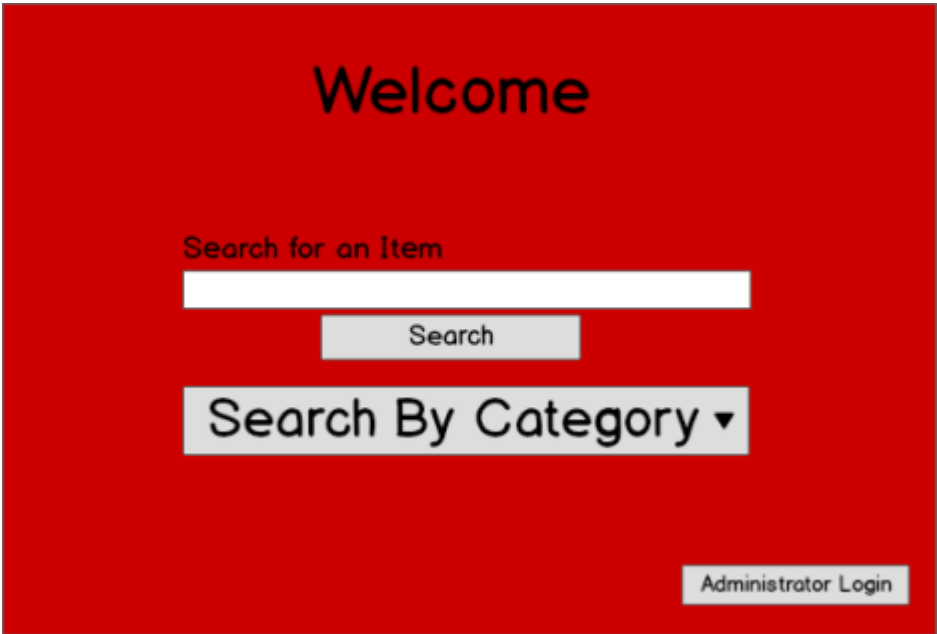 Welcome
Search for an Item
Search
Search By Category
Administrator Login